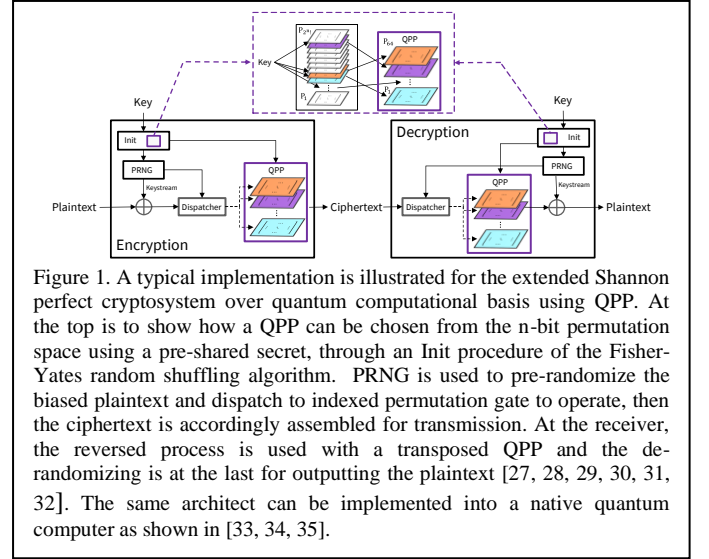 P2ⁿ!
QPP
P64
Key
P1
P1
Key
Key
Init
Decryption
Init
PRNG
QPP
QPP
PRNG
Keystream
Keystream
Plaintext
Dispatcher
Ciphertext
Dispatcher
Plaintext
Encryption
Figure 1. A typical implementation is illustrated for the extended Shannon
perfect cryptosystem over quantum computational basis using QPP. At
the top is to show how a QPP can be chosen from the n-bit permutation
space using a pre-shared secret, through an Init procedure of the Fisher-
Yates random shuffling algorithm. PRNG is used to pre-randomize the
biased plaintext and dispatch to indexed permutation gate to operate, then
the ciphertext is accordingly assembled for transmission. At the receiver,
the reversed process is used with a transposed QPP and the de-
randomizing is at the last for outputting the plaintext [27, 28, 29, 30, 31,
32]. The same architect can be implemented into a native quantum
computer as shown in [33, 34, 35].